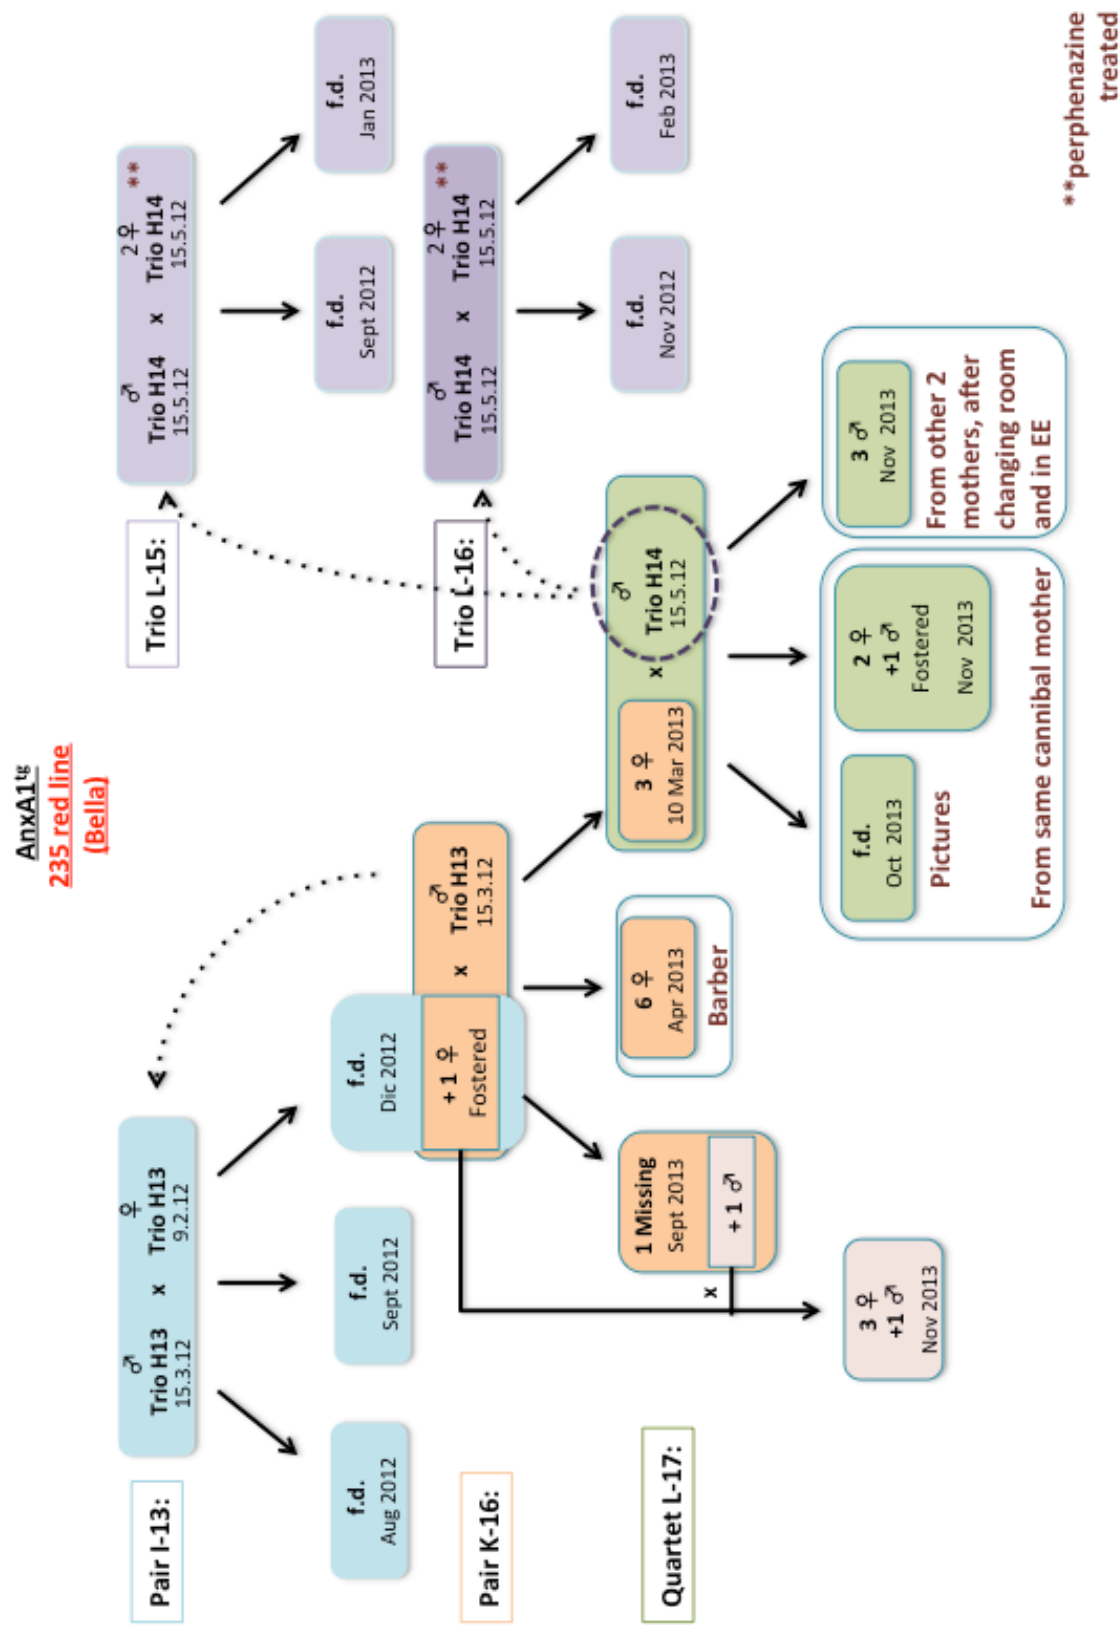 AnxA1tg
235 red line
(Bella)
Pair I-13:
♂ ♀
Trio H13 x Trio H13
15.3.12 9.2.12
f.d.
Aug 2012
f.d.
Sept 2012
f.d.
Dic 2012
+ 1 ♀
Fostered
x
♂
Trio H13
15.3.12
Pair K-16:
1 Missing
Sept 2013
+ 1 ♂
x
6 ♀
Apr 2013
Barber
3 ♀
10 Mar 2013
x
♂
Trio H14
15.5.12
Quartet L-17:
3 ♀
+1 ♂
Nov 2013
f.d.
Oct 2013
Pictures
2 ♀
+1 ♂
Fostered
Nov 2013
From same cannibal mother
3 ♂
Nov 2013
From other 2
mothers, after
changing room
and in EE
Trio L-15:
♂ 2 ♀ **
Trio H14 x Trio H14
15.5.12 15.5.12
f.d.
Sept 2012
f.d.
Jan 2013
Trio L-16:
♂ 2 ♀ **
Trio H14 x Trio H14
15.5.12 15.5.12
f.d.
Nov 2012
f.d.
Feb 2013
**perphenazine
treated